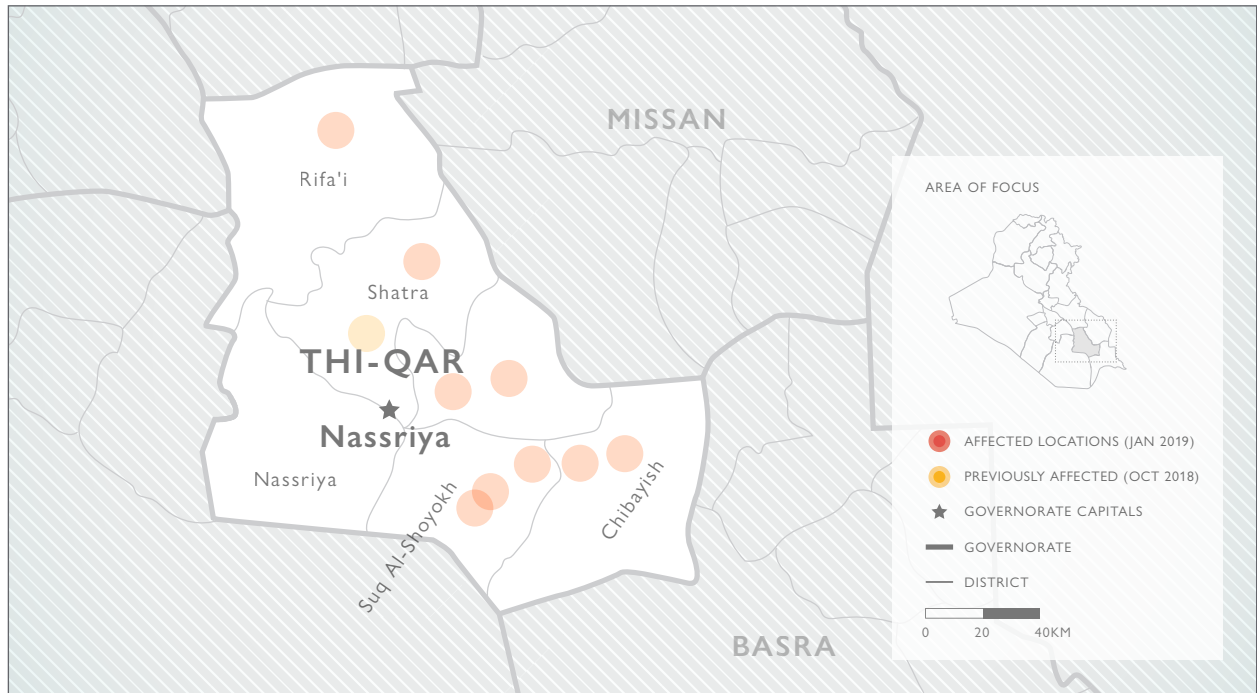 MISSAN
Rifa'i
Shatra
THI-QAR
Nassriya
Nassriya
Suq Al-Shoyokh
Chibayish
BASRA
AREA OF FOCUS
AFFECTED LOCATIONS (JAN 2019)
PREVIOUSLY AFFECTED (OCT 2018)
GOVERNORATE CAPITALS
GOVERNORATE
DISTRICT
0 20 40KM